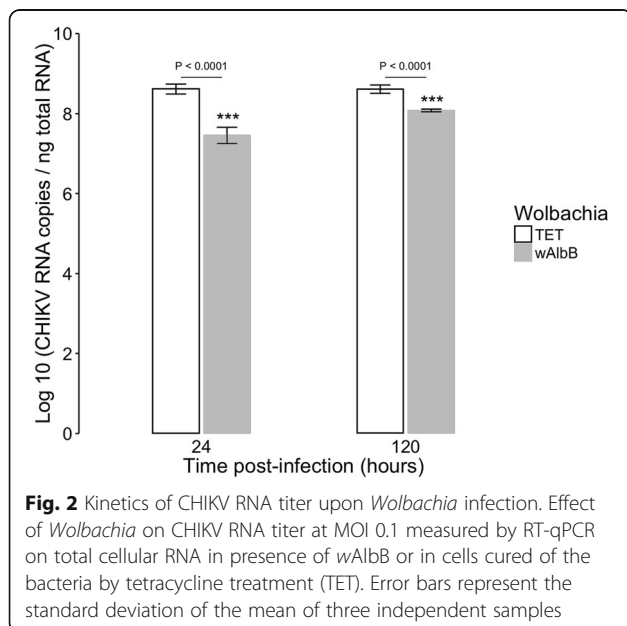 10
8
6
4
2
0
Log 10 (CHIKV RNA copies / ng total RNA)
P < 0.0001
***
P < 0.0001
***
Wolbachia
TET
wAlbB
24
120
Time post-infection (hours)
Fig. 2 Kinetics of CHIKV RNA titer upon Wolbachia infection. Effect
of Wolbachia on CHIKV RNA titer at MOI 0.1 measured by RT-qPCR
on total cellular RNA in presence of wAlbB or in cells cured of the
bacteria by tetracycline treatment (TET). Error bars represent the
standard deviation of the mean of three independent samples